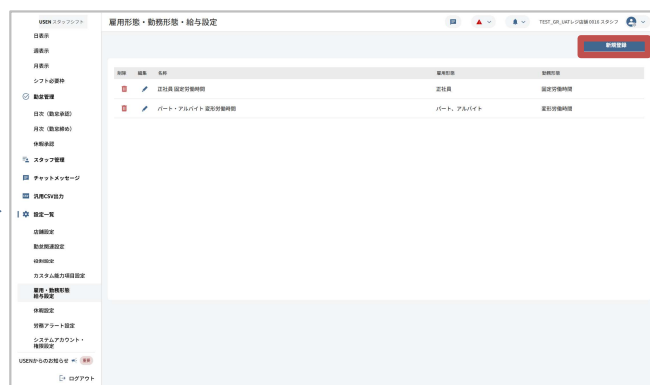 USEN スタッフシフト
日表示
週表示
月表示
シフト必要枠
勤怠管理
日次（勤怠承認）
月次（勤怠締め）
休暇承認
スタッフ管理
チャットメッセージ
汎用CSV出力
設定一覧
店舗設定
勤怠関連設定
役割設定
カスタム能力項目設定
雇用・勤務形態
給与設定
休暇設定
労務アラート設定
システムアカウント・
権限設定
USENからのお知らせ
重要
ログアウト
雇用形態・勤務形態・給与設定
TEST_GR_UATレジ店舗0016 スタシフ
新規登録
削除 編集 名称 雇用形態 勤務形態
正社員 固定労働時間 正社員 固定労働時間
パート・アルバイト 変形労働時間 パート、アルバイト 変形労働時間